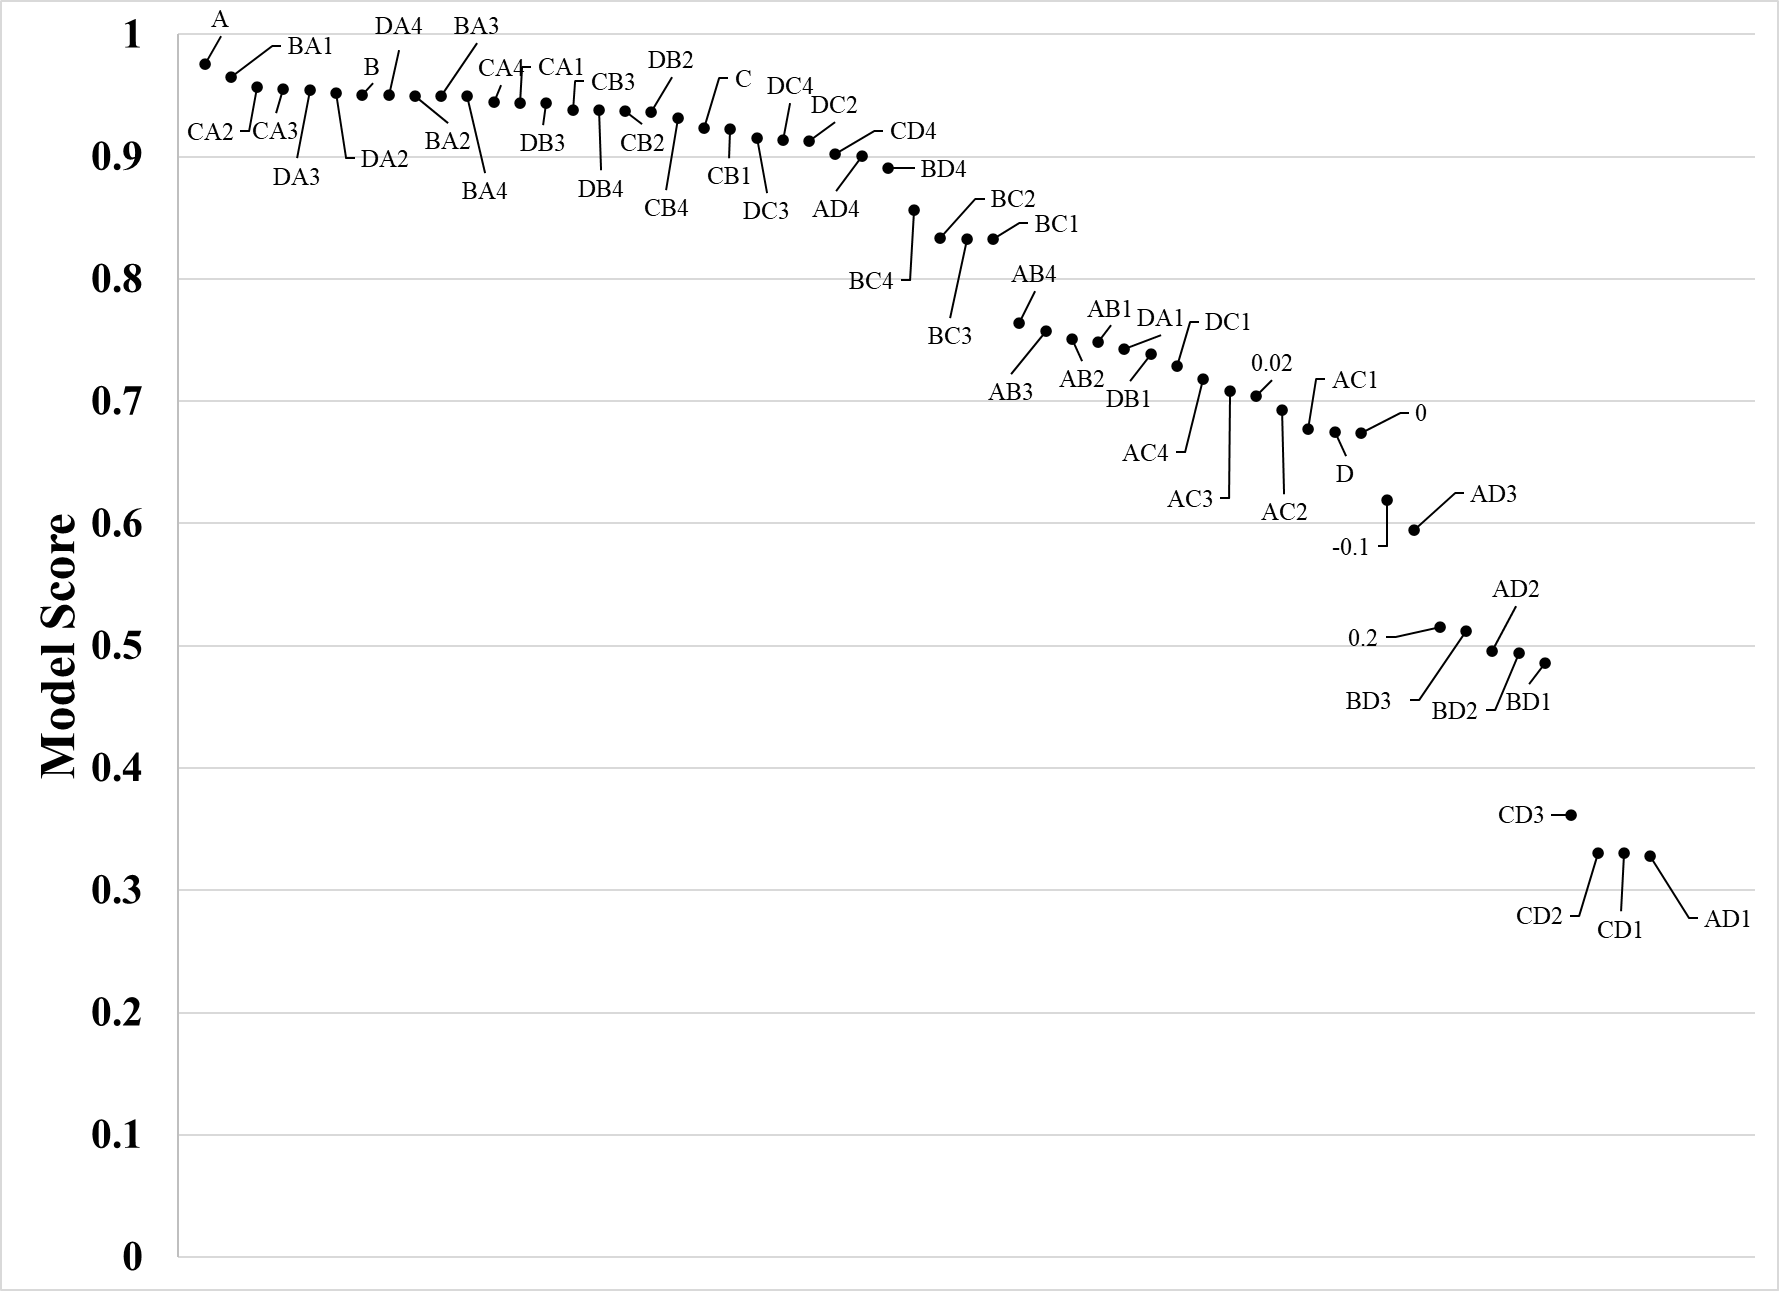 Model Score
1
0.9
0.8
0.7
0.6
0.5
0.4
0.3
0.2
0.1
0
A
BA1
CA2
CA3
DA3
DA2
B
DA4
BA2
BA3
BA4
CA4
CA1
DB3
CB3
DB4
CB2
DB2
CB4
C
CB1
DC3
DC4
DC2
CD4
AD4
BD4
BC4
BC2
BC3
BC1
AB4
AB3
AB2
AB1
DA1
DB1
DC1
AC4
AC3
0.02
AC2
AC1
D
0
-0.1
AD3
0.2
BD3
AD2
BD2
BD1
CD3
CD2
CD1
AD1